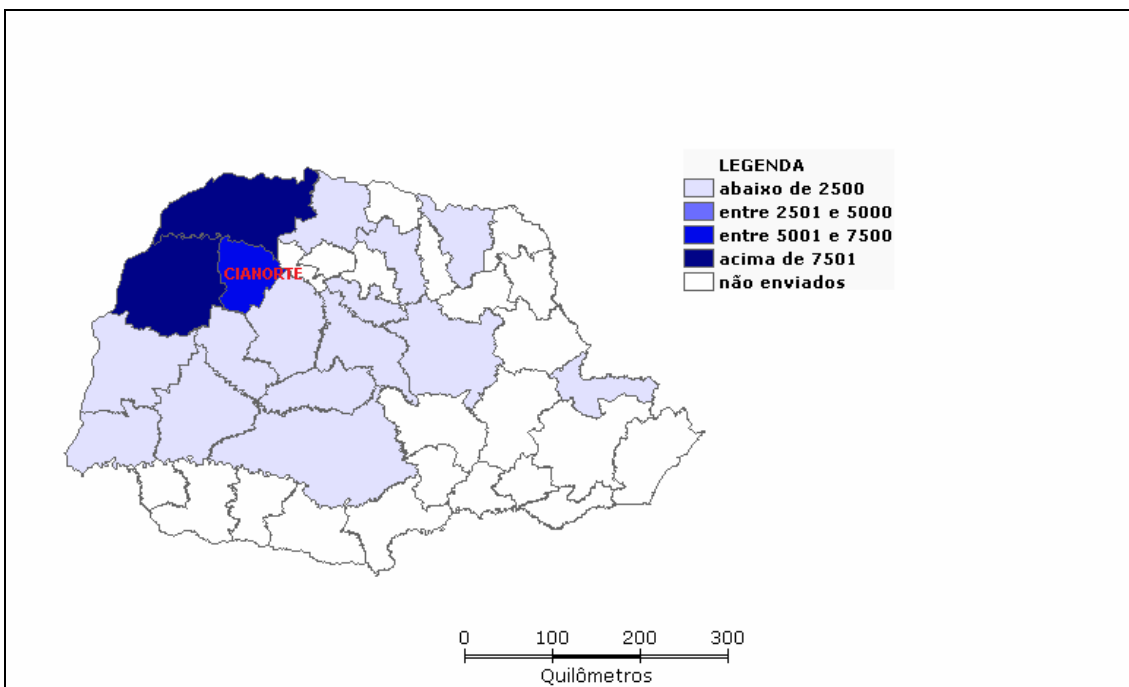 LEGENDA
abaixo de 2500
entre 2501 e 5000
entre 5001 e 7500
acima de 7501
não enviados
CIANORTE
0 100 200 300
Quilômetros